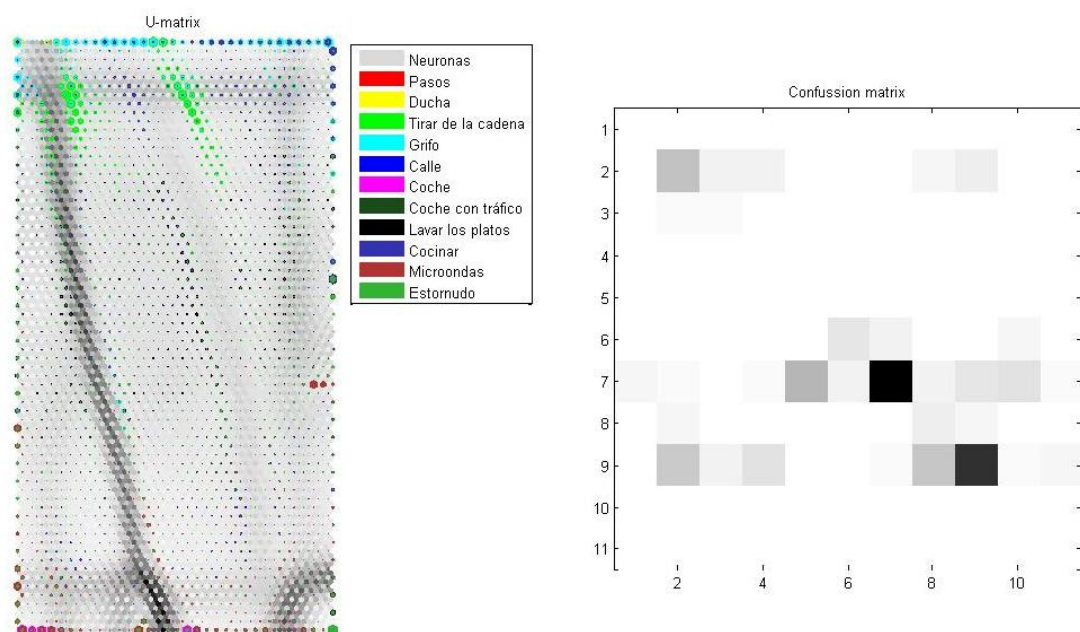 U-matrix
Neuronas
Pasos
Ducha
Tirar de la cadena
Grifo
Calle
Coche
Coche con tráfico
Lavar los platos
Cocinar
Microondas
Estornudo
Confussion matrix
1
2
3
4
5
6
7
8
9
10
11
2
4
6
8
10